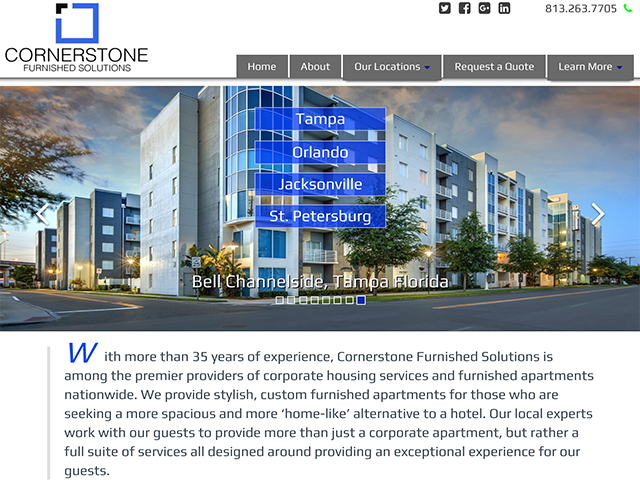 813.263.7705
CORNERSTONE
FURNISHED SOLUTIONS
Home
About
Our Locations
Request a Quote
Learn More
Tampa
Orlando
Jacksonville
St. Petersburg
Bell Channelside, Tampa Florida
With more than 35 years of experience, Cornerstone Furnished Solutions is
among the premier providers of corporate housing services and furnished apartments
nationwide. We provide stylish, custom furnished apartments for those who are
seeking a more spacious and more ‘home-like’ alternative to a hotel. Our local experts
work with our guests to provide more than just a corporate apartment, but rather a
full suite of services all designed around providing an exceptional experience for our
guests.